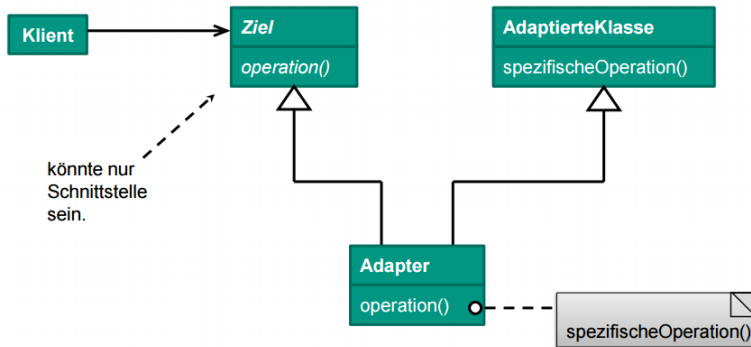 Klient
Ziel
operation()
AdaptierteKlasse
spezifischeOperation()
könnte nur
Schnittstelle
sein.
Adapter
operation()
spezifischeOperation()